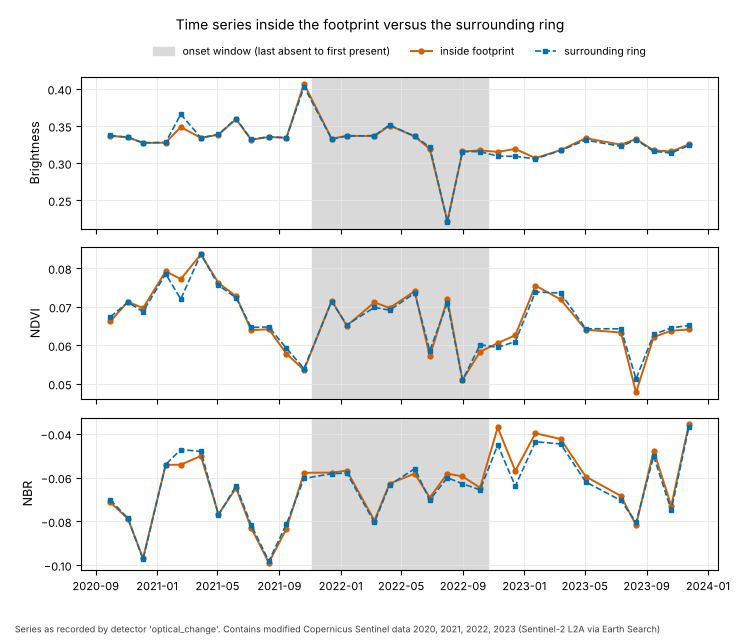 Time series inside the footprint versus the surrounding ring
onset window (last absent to first present) inside footprint surrounding ring
Brightness
0.40
0.35
0.30
0.25
NDVI
0.08
0.07
0.06
0.05
NBR
−0.04
−0.06
−0.08
−0.10
2020-09 2021-01 2021-05 2021-09 2022-01 2022-05 2022-09 2023-01 2023-05 2023-09 2024-01
Series as recorded by detector 'optical_change'. Contains modified Copernicus Sentinel data 2020, 2021, 2022, 2023 (Sentinel-2 L2A via Earth Search)